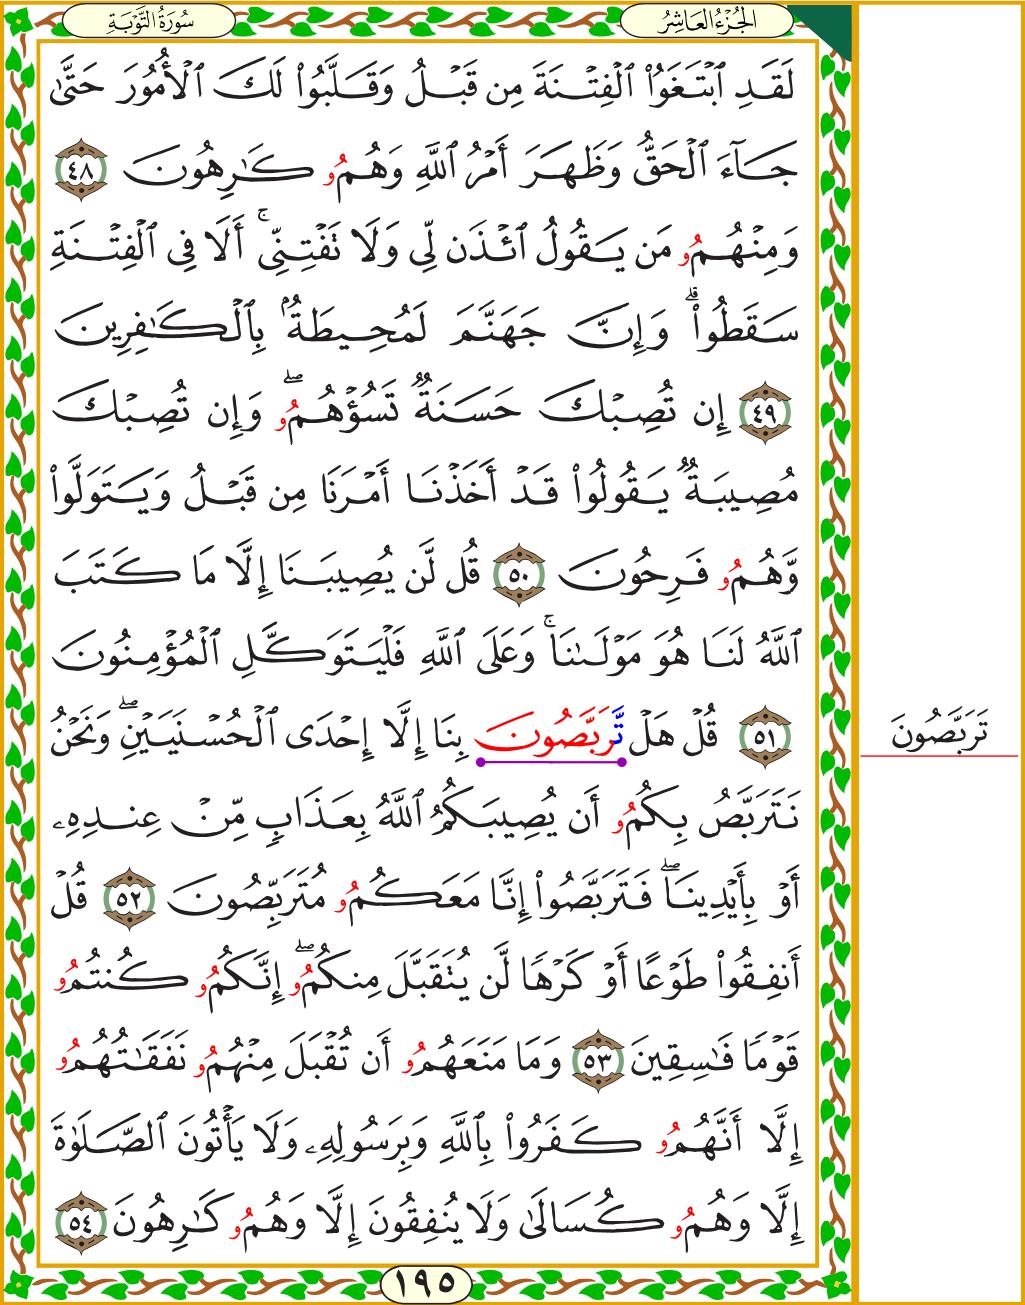 سُورَةُ التَّوۡبَةِ
الجُزۡءُ العَاشِرُ
لَقَدِ ٱبۡتَغَوُاْ ٱلۡفِتۡنَةَ مِن قَبۡلُ وَقَلَّبُواْ لَكَ ٱلۡأُمُورَ حَتَّىٰ
جَآءَ ٱلۡحَقُّ وَظَهَرَ أَمۡرُ ٱللَّهِ وَهُمُو كَٰرِهُونَ ٤٨
وَمِنۡهُمُو مَن يَقُولُ ٱئۡذَن لِّي وَلَا تَفۡتِنِّيٓۚ أَلَا فِي ٱلۡفِتۡنَةِ
سَقَطُواْۗ وَإِنَّ جَهَنَّمَ لَمُحِيطَةُۢ بِٱلۡكَٰفِرِينَ
٤٩ إِن تُصِبۡكَ حَسَنَةٞ تَسُؤۡهُمُوۖ وَإِن تُصِبۡكَ
مُصِيبَةٞ يَقُولُواْ قَدۡ أَخَذۡنَا أَمۡرَنَا مِن قَبۡلُ وَيَتَوَلَّواْ
وَّهُمُو فَرِحُونَ ٥٠ قُل لَّن يُصِيبَنَا إِلَّا مَا كَتَبَ
ٱللَّهُ لَنَا هُوَ مَوۡلَىٰنَاۚ وَعَلَى ٱللَّهِ فَلۡيَتَوَكَّلِ ٱلۡمُؤۡمِنُونَ
٥١ قُلۡ هَلۡ تَّرَبَّصُونَ بِنَا إِلَّا إِحۡدَى ٱلۡحُسۡنَيَيۡنِۖ وَنَحۡنُ
نَتَرَبَّصُ بِكُمُو أَن يُصِيبَكُمُ ٱللَّهُ بِعَذَابٖ مِّنۡ عِندِهِۦ
أَوۡ بِأَيۡدِينَاۖ فَتَرَبَّصُواْ إِنَّا مَعَكُمُو مُتَرَبِّصُونَ ٥٢ قُلۡ
أَنفِقُواْ طَوۡعًا أَوۡ كَرۡهٗا لَّن يُتَقَبَّلَ مِنكُمُوۖ إِنَّكُمُو كُنتُمُو
قَوۡمٗا فَٰسِقِينَ ٥٣ وَمَا مَنَعَهُمُو أَن تُقۡبَلَ مِنۡهُمُو نَفَقَٰتُهُمُو
إِلَّا أَنَّهُمُو كَفَرُواْ بِٱللَّهِ وَبِرَسُولِهِۦ وَلَا يَأۡتُونَ ٱلصَّلَوٰةَ
إِلَّا وَهُمُو كُسَالَىٰ وَلَا يُنفِقُونَ إِلَّا وَهُمُو كَٰرِهُونَ ٥٤
تَرَبَّصُونَ
١٩٥